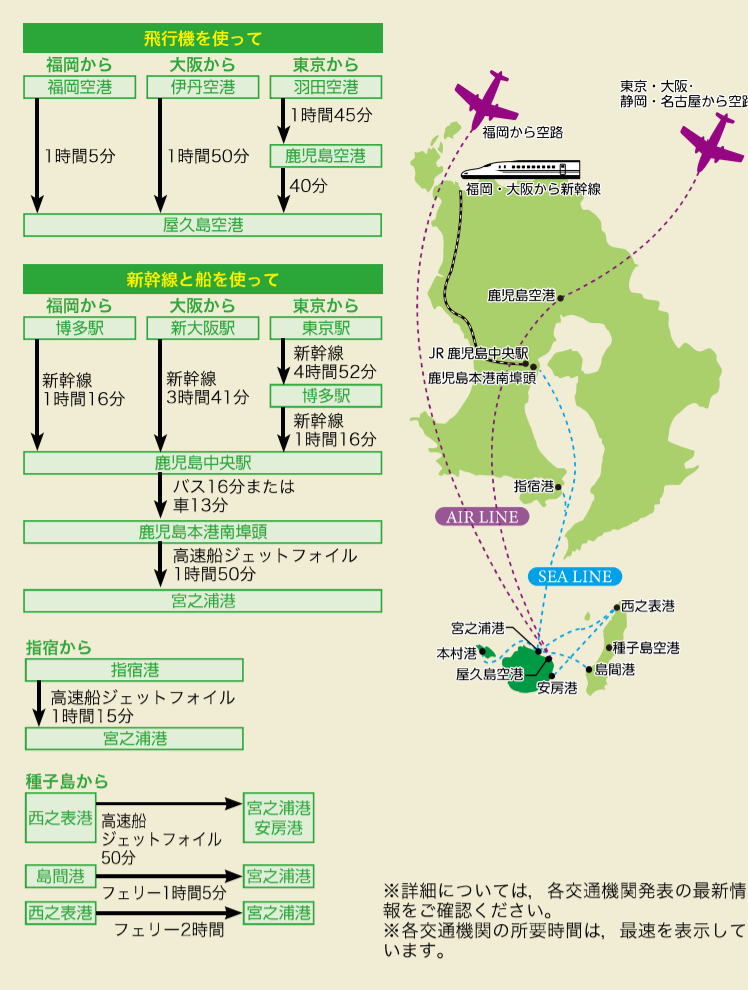 飛行機を使って
福岡から
大阪から
東京から
福岡空港
伊丹空港
羽田空港
1時間45分
鹿児島空港
1時間5分
1時間50分
40分
屋久島空港
新幹線と船を使って
福岡から
大阪から
東京から
博多駅
新大阪駅
東京駅
新幹線
4時間52分
博多駅
新幹線
1時間16分
新幹線
3時間41分
新幹線
1時間16分
鹿児島中央駅
バス16分または
車13分
鹿児島本港南埠頭
高速船ジェットフォイル
1時間50分
宮之浦港
指宿から
指宿港
高速船ジェットフォイル
1時間15分
宮之浦港
種子島から
西之表港
高速船
ジェットフォイル
50分
宮之浦港
安房港
島間港
フェリー1時間5分
宮之浦港
西之表港
フェリー2時間
宮之浦港
東京・大阪・
静岡・名古屋から空路
福岡から空路
福岡・大阪から新幹線
鹿児島空港
JR 鹿児島中央駅
鹿児島本港南埠頭
指宿港
AIR LINE
SEA LINE
西之表港
宮之浦港
本村港
種子島空港
屋久島空港
島間港
安房港
※詳細については，各交通機関発表の最新情
報をご確認ください。
※各交通機関の所要時間は，最速を表示して
います。